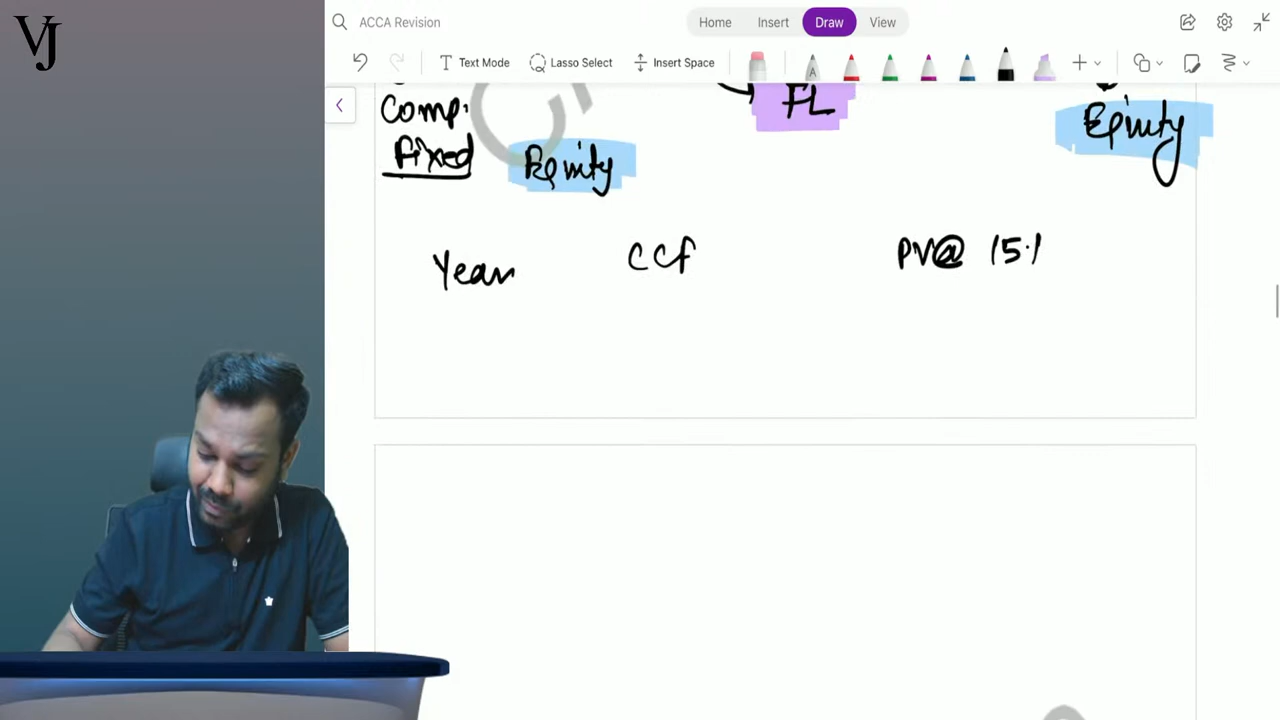 VJ
ACCA Revision
Home Insert Draw View
Text Mode Lasso Select Insert Space
Comp.
Fixed
Equity
FL
Equity
Year CCF PV@ 15%